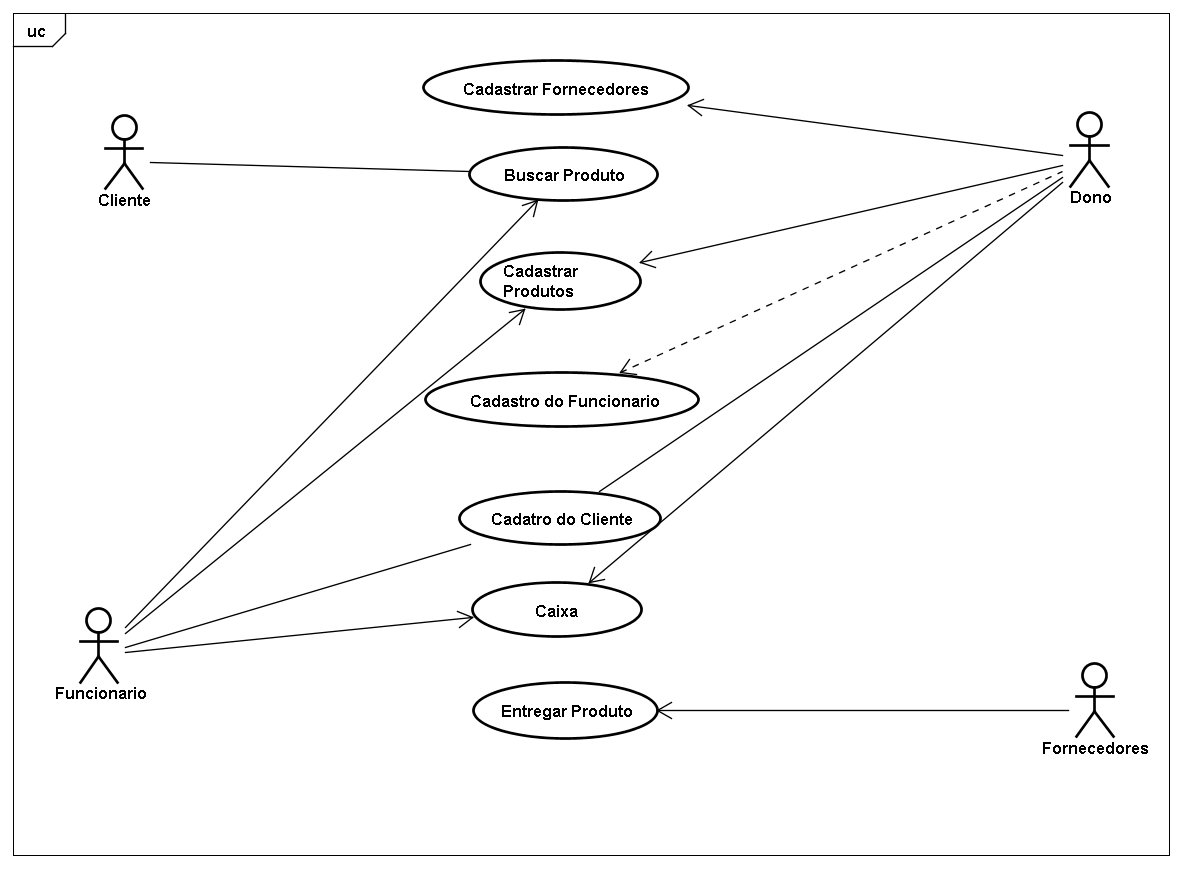 uc
Cadastrar Fornecedores
Cliente
Buscar Produto
Dono
Cadastrar
Produtos
Cadastro do Funcionario
Cadatro do Cliente
Caixa
Funcionario
Entregar Produto
Fornecedores